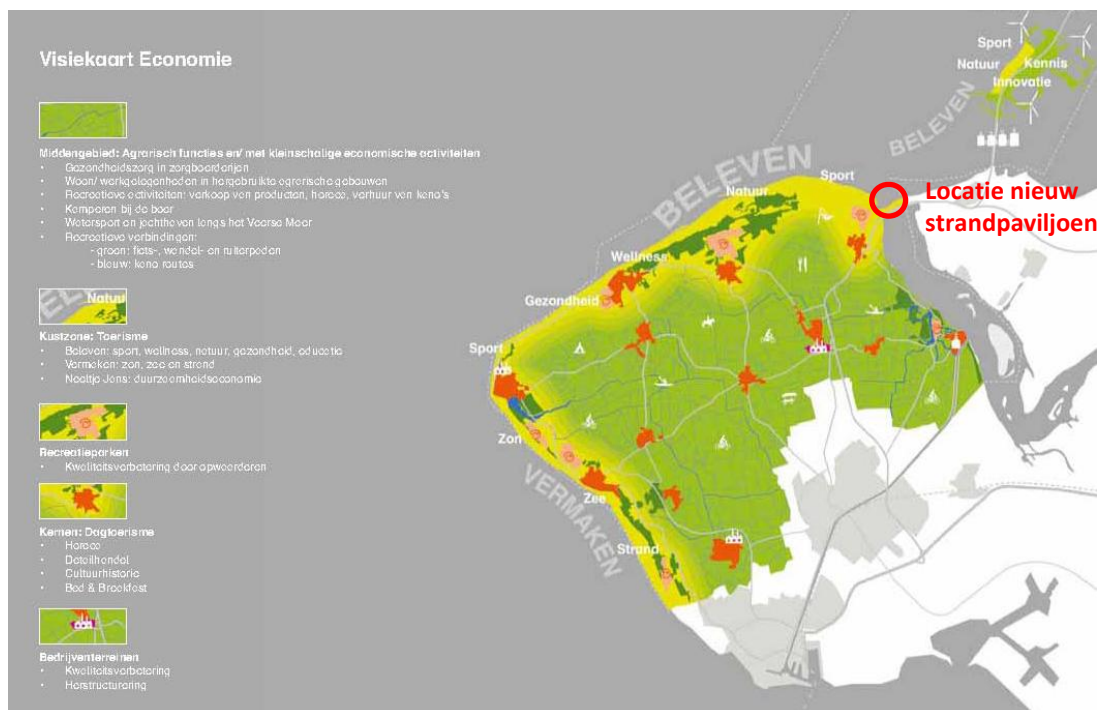 Visiekaart Economie
Middengebied: Agrarisch functies en/ met kleinschalige economische activiteiten
• Gezondheidszorg in zorgboerderijen
• Woon/ werkgelegenheden in hergebruikte agrarische gebouwen
• Recreatieve activiteiten: verkoop van producten, horeca, verhuur van kano's
• Kamperen bij de boer
• Watersport en jachthaven langs het Veerse Meer
• Recreatieve verbindingen:
- groen: fiets-, wandel- en ruiterpaden
- blauw: kano routes
Natuur
Kustzone: Toerisme
• Beleven: sport, wellness, natuur, gezondheid, educatie
• Vermaken: zon, zee en strand
• Neeltje Jans: duurzaamheidseconomie
Recreatieparken
• Kwaliteitsverbetering door opwaarderen
Kernen: Dagtoerisme
• Horeca
• Detailhandel
• Cultuurhistorie
• Bed & Breakfast
Bedrijventerreinen
• Kwaliteitsverbetering
• Herstructurering
Sport
Natuur
Kennis
Innovatie
BELEVEN
BELEVEN
Sport
Natuur
Wellness
Gezondheid
Sport
Zon
Zee
Strand
VERMAKEN
Locatie nieuw
strandpaviljoen